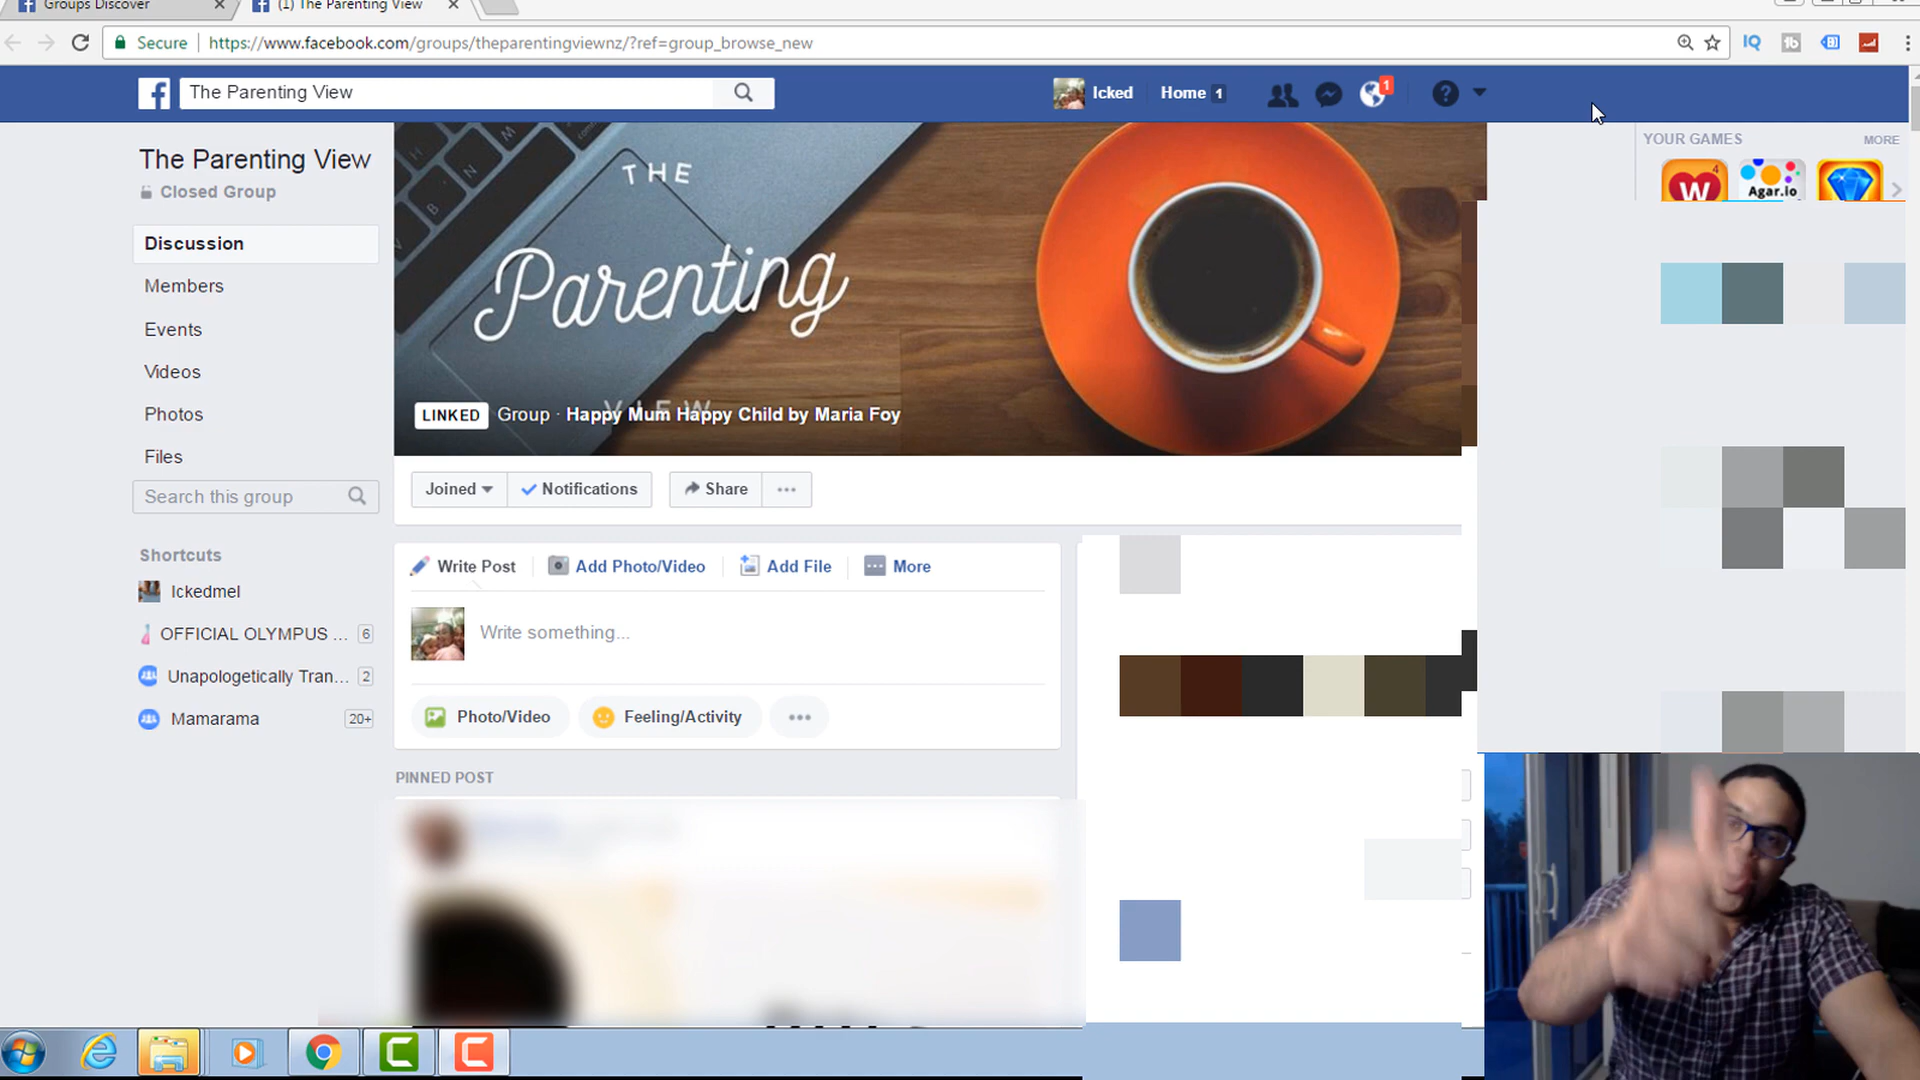 Groups Discover
(1) The Parenting View
Secure
https://www.facebook.com/groups/theparentingviewnz/?ref=group_browse_new
The Parenting View
Icked
Home 1
1
The Parenting View
Closed Group
Discussion
Members
Events
Videos
Photos
Files
Search this group
Shortcuts
Ickedmel
OFFICIAL OLYMPUS ... 6
Unapologetically Tran... 2
Mamarama 20+
THE
Parenting
VIEW
LINKED Group · Happy Mum Happy Child by Maria Foy
Joined
Notifications
Share
Write Post
Add Photo/Video
Add File
More
Write something...
Photo/Video
Feeling/Activity
PINNED POST
YOUR GAMES
MORE
W
4
Agar.io